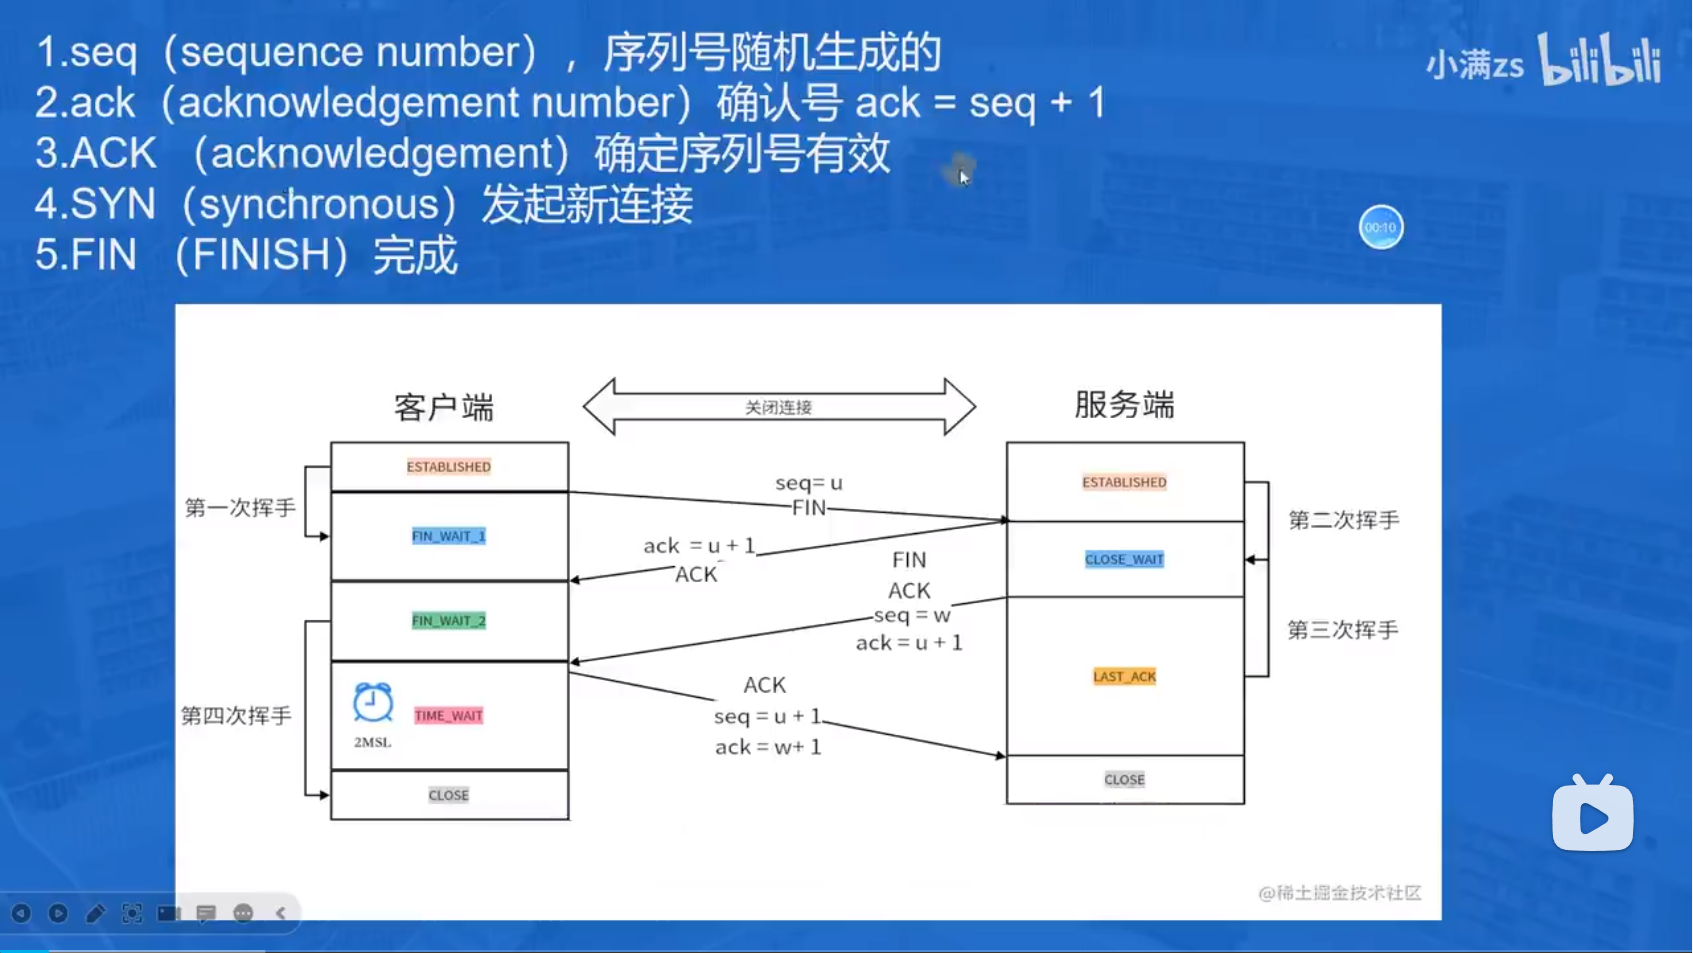 1.seq（sequence number），序列号随机生成的
2.ack（acknowledgement number）确认号 ack = seq + 1
3.ACK （acknowledgement）确定序列号有效
4.SYN（synchronous）发起新连接
5.FIN （FINISH）完成
小满zs bilibili
00:10
客户端
关闭连接
服务端
ESTABLISHED
seq= u
FIN
ESTABLISHED
第一次挥手
第二次挥手
FIN_WAIT_1
ack = u + 1
ACK
CLOSE_WAIT
FIN
ACK
seq = w
ack = u + 1
FIN_WAIT_2
第三次挥手
LAST_ACK
第四次挥手
TIME_WAIT
2MSL
ACK
seq = u + 1
ack = w+ 1
CLOSE
CLOSE
@稀土掘金技术社区